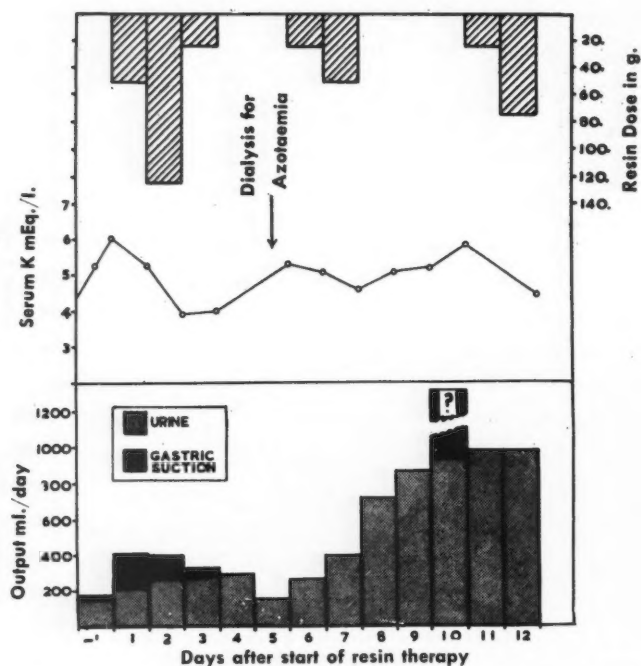 20.
40.
60.
80.
100.
120.
140.
Resin Dose in g.
Dialysis for
Azotaemia
7
6
5
4
3
Serum K mEq./l.
1200
1000
900
600
400
200
Output ml./day
URINE
GASTRIC
SUCTION
?
-1 1 2 3 4 5 6 7 8 9 10 11 12
Days after start of resin therapy